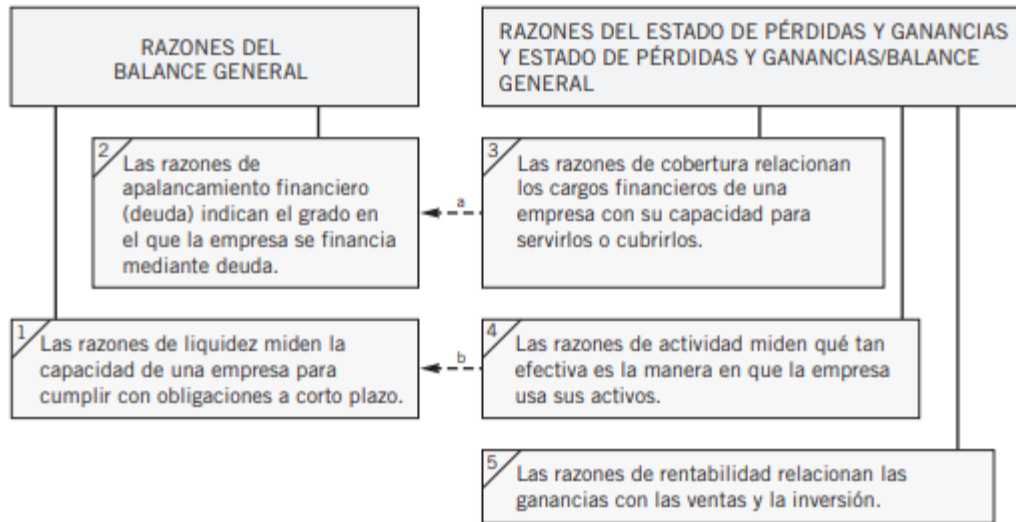 RAZONES DEL
BALANCE GENERAL
RAZONES DEL ESTADO DE PÉRDIDAS Y GANANCIAS
Y ESTADO DE PÉRDIDAS Y GANANCIAS/BALANCE
GENERAL
2
Las razones de
apalancamiento financiero
(deuda) indican el grado en
el que la empresa se financia
mediante deuda.
a
3
Las razones de cobertura relacionan
los cargos financieros de una
empresa con su capacidad para
servirlos o cubrirlos.
1
Las razones de liquidez miden la
capacidad de una empresa para
cumplir con obligaciones a corto plazo.
b
4
Las razones de actividad miden qué tan
efectiva es la manera en que la empresa
usa sus activos.
5
Las razones de rentabilidad relacionan las
ganancias con las ventas y la inversión.